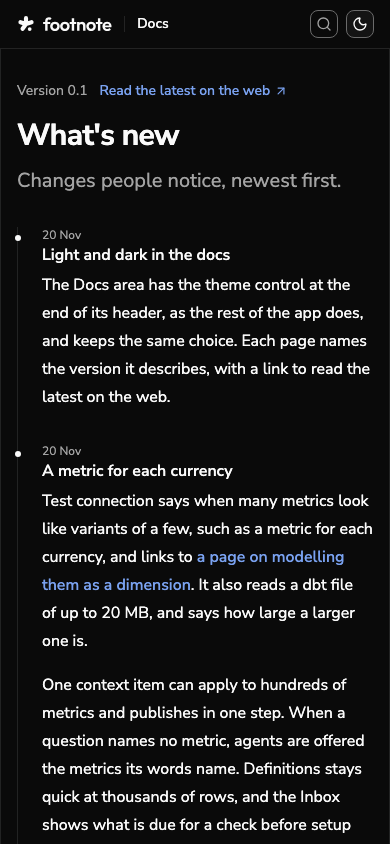 footnote
Docs
Version 0.1 Read the latest on the web ↗
What's new
Changes people notice, newest first.
20 Nov
Light and dark in the docs
The Docs area has the theme control at the
end of its header, as the rest of the app does,
and keeps the same choice. Each page names
the version it describes, with a link to read the
latest on the web.
20 Nov
A metric for each currency
Test connection says when many metrics look
like variants of a few, such as a metric for each
currency, and links to a page on modelling
them as a dimension. It also reads a dbt file
of up to 20 MB, and says how large a larger
one is.
One context item can apply to hundreds of
metrics and publishes in one step. When a
question names no metric, agents are offered
the metrics its words name. Definitions stays
quick at thousands of rows, and the Inbox
shows what is due for a check before setup